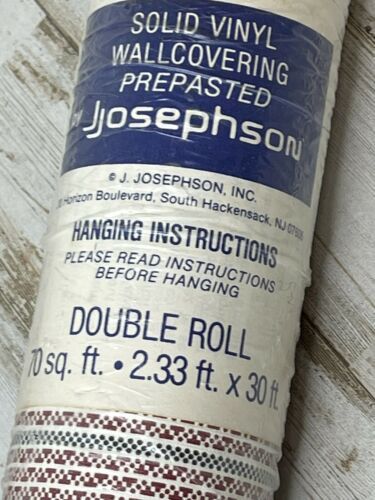 SOLID VINYL
WALLCOVERING
PREPASTED
by Jjosephson
© J. JOSEPHSON, INC.
Horizon Boulevard, South Hackensack, NJ
HANGING INSTRUCTIONS
PLEASE READ INSTRUCTIONS
BEFORE HANGING
DOUBLE ROLL
70 sq. ft. • 2.33 ft. x 30 ft.